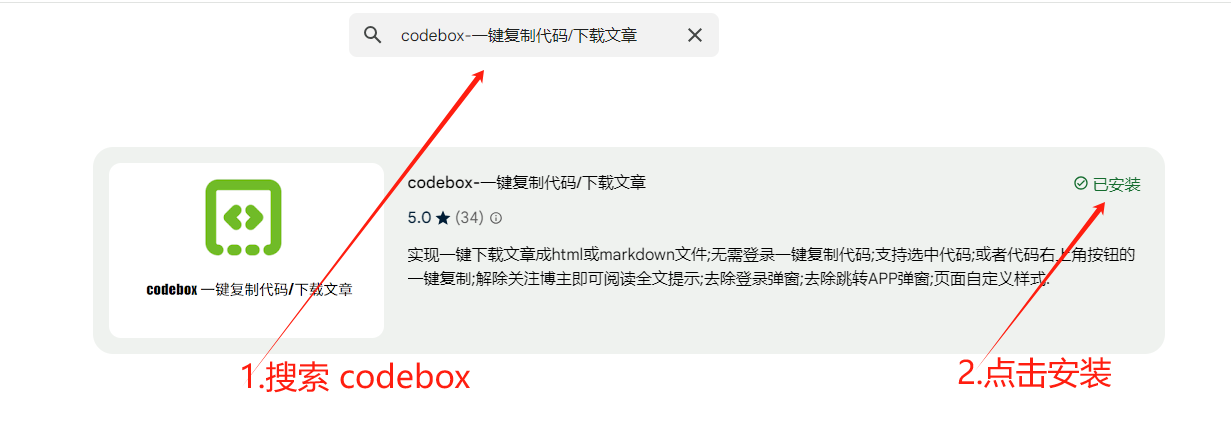 codebox-一键复制代码/下载文章
codebox-一键复制代码/下载文章
已安装
5.0 ★ (34)
实现一键下载文章成html或markdown文件;无需登录一键复制代码;支持选中代码;或者代码右上角按钮的
一键复制;解除关注博主即可阅读全文提示;去除登录弹窗;去除跳转APP弹窗;页面自定义样式.
codebox 一键复制代码/下载文章
1.搜索 codebox
2.点击安装